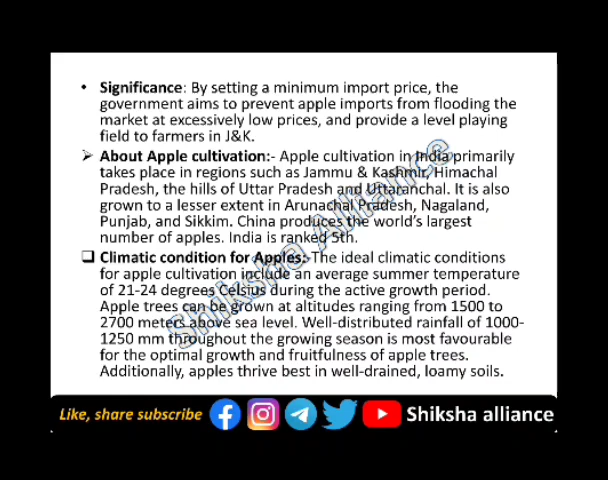 • Significance: By setting a minimum import price, the
government aims to prevent apple imports from flooding the
market at excessively low prices, and provide a level playing
field to farmers in J&K.
➢ About Apple cultivation:- Apple cultivation in India primarily
takes place in regions such as Jammu & Kashmir, Himachal
Pradesh, the hills of Uttar Pradesh and Uttaranchal. It is also
grown to a lesser extent in Arunachal Pradesh, Nagaland,
Punjab, and Sikkim. China produces the world's largest
number of apples. India is ranked 5th.
❑ Climatic condition for Apples:-The ideal climatic conditions
for apple cultivation include an average summer temperature
of 21-24 degrees Celsius during the active growth period.
Apple trees can be grown at altitudes ranging from 1500 to
2700 meters above sea level. Well-distributed rainfall of 1000-
1250 mm throughout the growing season is most favourable
for the optimal growth and fruitfulness of apple trees.
Additionally, apples thrive best in well-drained, loamy soils.
Shiksha Alliance
Like, share subscribe
Shiksha alliance